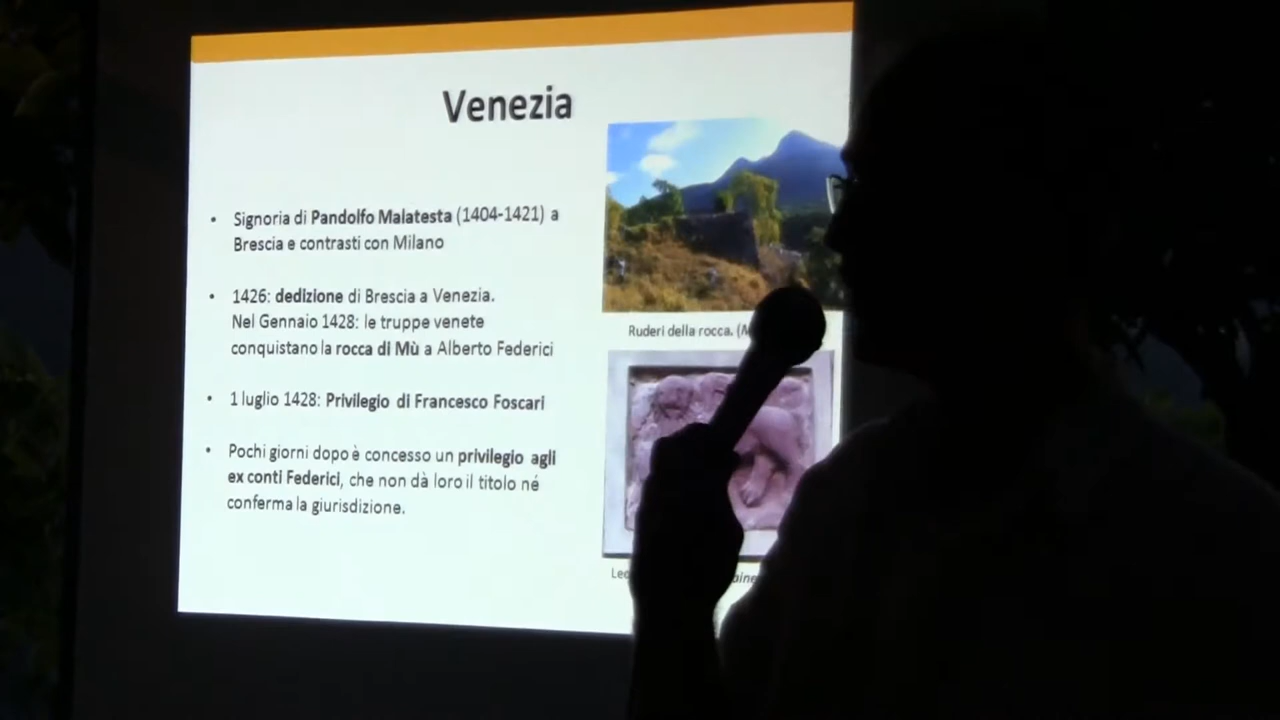 Venezia
• Signoria di Pandolfo Malatesta (1404-1421) a
Brescia e contrasti con Milano
• 1426: dedizione di Brescia a Venezia.
Nel Gennaio 1428: le truppe venete
conquistano la rocca di Mù a Alberto Federici
• 1 luglio 1428: Privilegio di Francesco Foscari
• Pochi giorni dopo è concesso un privilegio agli
ex conti Federici, che non dà loro il titolo né
conferma la giurisdizione.
Ruderi della rocca.